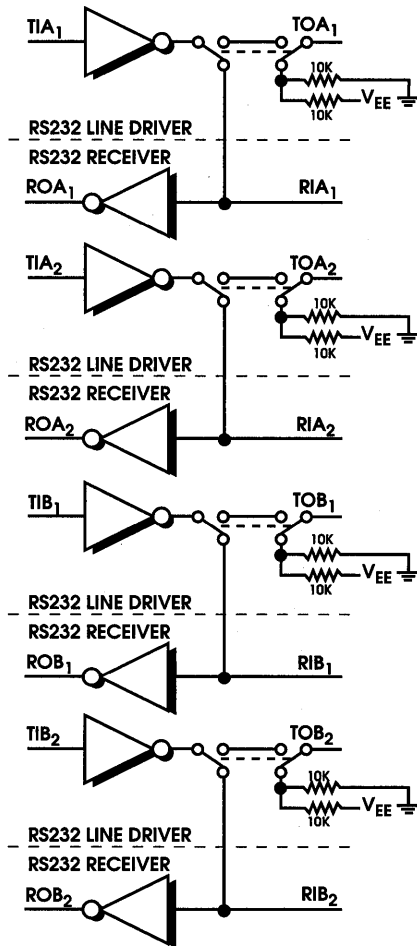 TIA1 TOA1
10K
VEE
10K
RS232 LINE DRIVER
RS232 RECEIVER
ROA1 RIA1
TIA2 TOA2
10K
VEE
10K
RS232 LINE DRIVER
RS232 RECEIVER
ROA2 RIA2
TIB1 TOB1
10K
VEE
10K
RS232 LINE DRIVER
RS232 RECEIVER
ROB1 RIB1
TIB2 TOB2
10K
VEE
10K
RS232 LINE DRIVER
RS232 RECEIVER
ROB2 RIB2